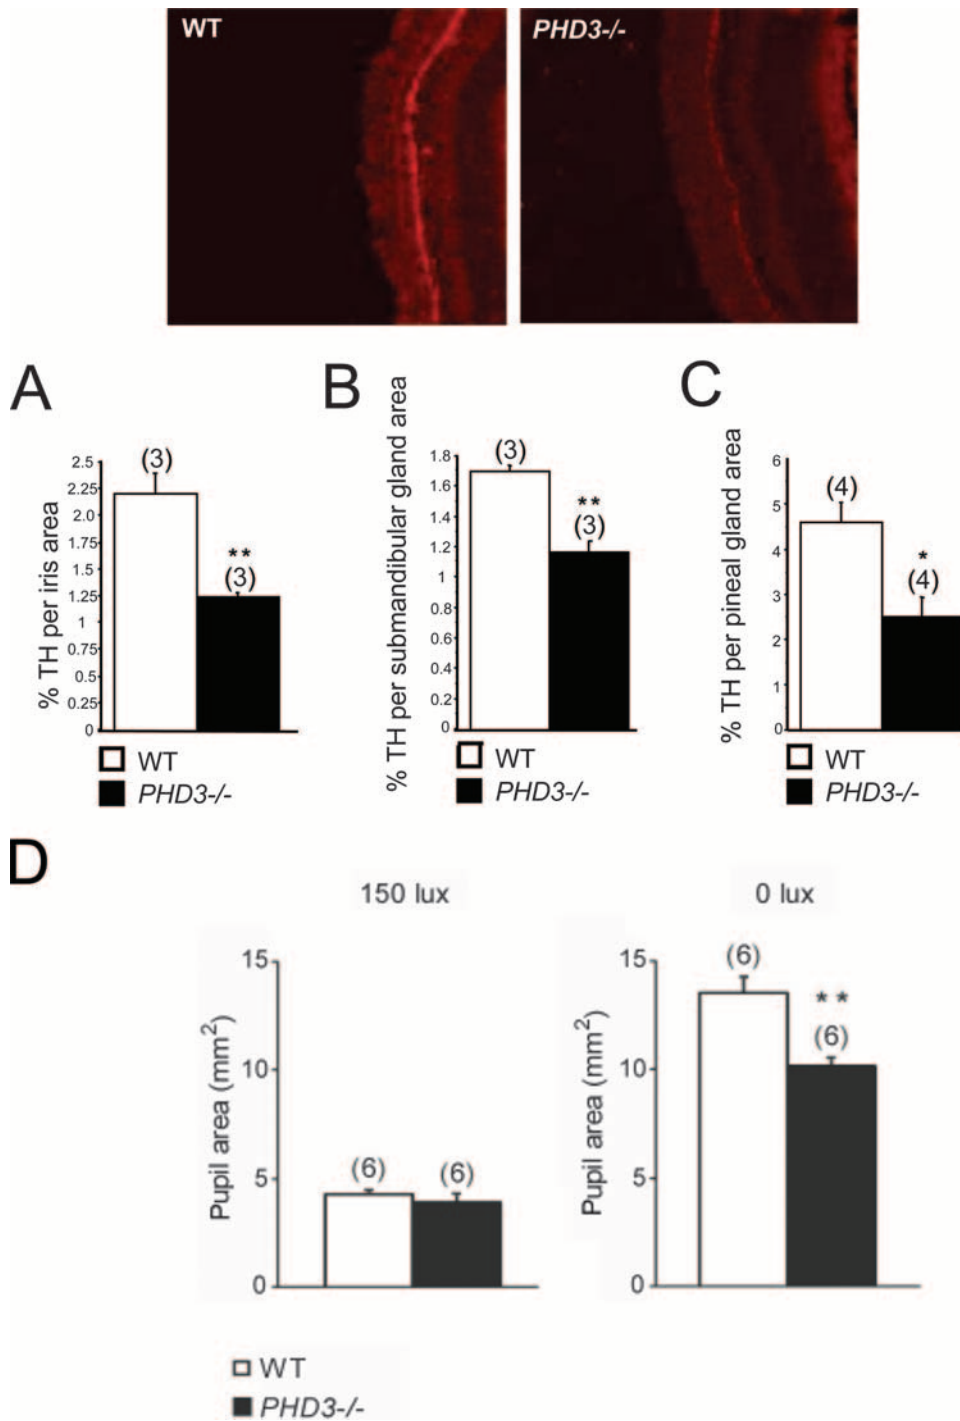 WT
PHD3-/-
A
B
C
% TH per iris area
2.5
2.25
2.0
1.75
1.5
1.25
1
0.75
0.5
0.25
0
(3)
**
(3)
WT
PHD3-/-
% TH per submandibular gland area
1.8
1.6
1.4
1.2
1
0.8
0.6
0.4
0.2
0
(3)
**
(3)
WT
PHD3-/-
% TH per pineal gland area
6
5
4
3
2
1
0
(4)
*
(4)
WT
PHD3-/-
D
150 lux
Pupil area (mm²)
15
10
5
0
(6)
(6)
0 lux
Pupil area (mm²)
15
10
5
0
(6)
**
(6)
WT
PHD3-/-